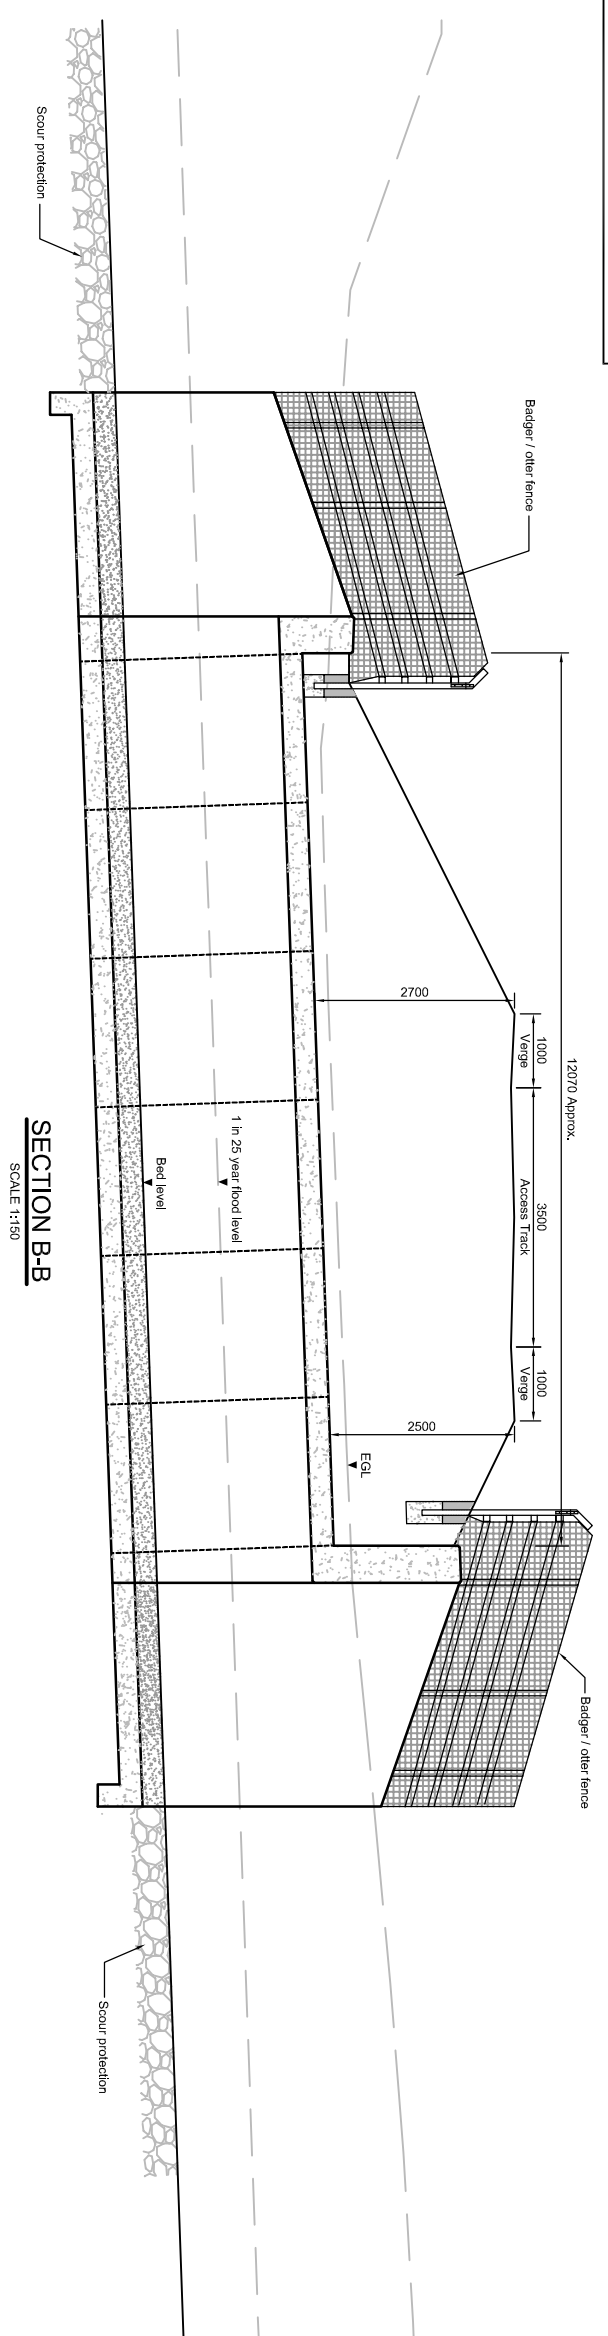 Scour protection
Badger / otter fence
12070 Approx.
2700
1000
Verge
3500
Access Track
1000
Verge
2500
EGL
1 in 25 year flood level
Bed level
Badger / otter fence
Scour protection
SECTION B-B
SCALE 1:150